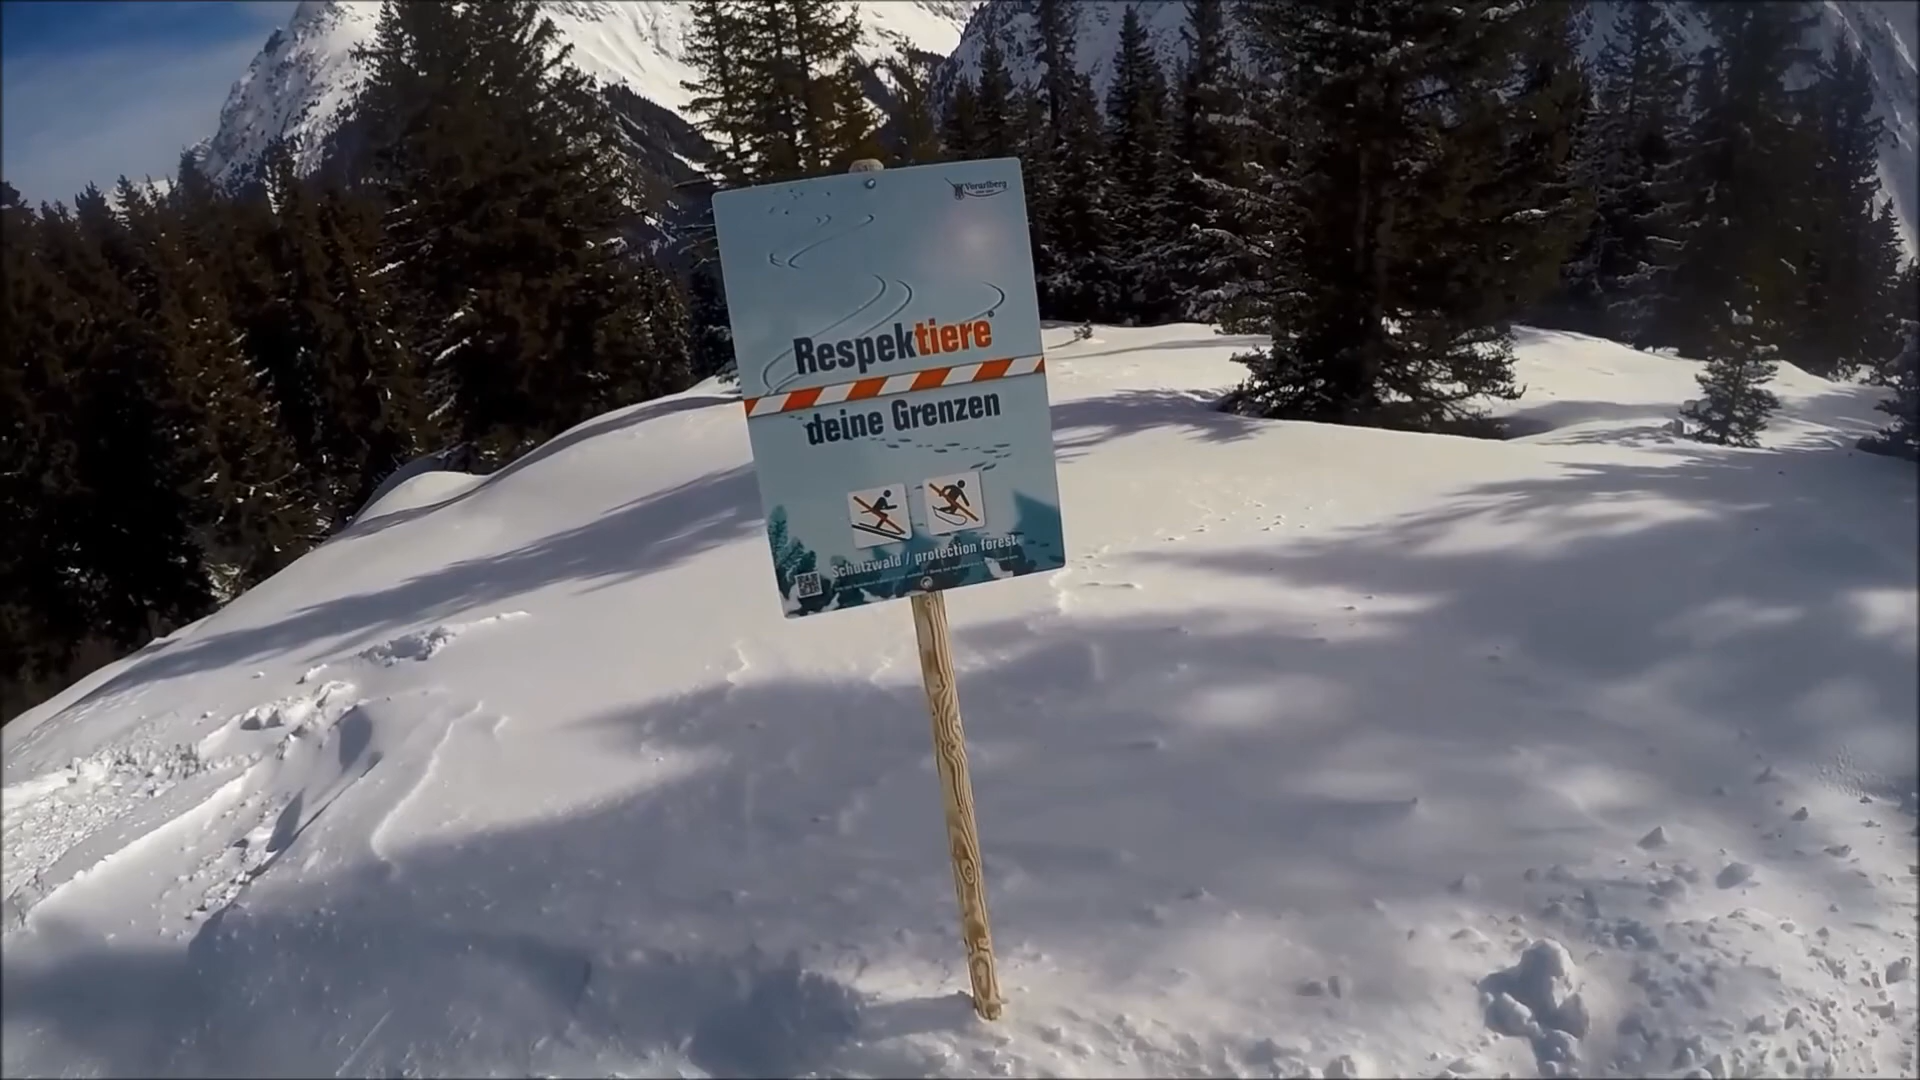 Vorarlberg
Respektiere
deine Grenzen
Schutzwald / protection forest